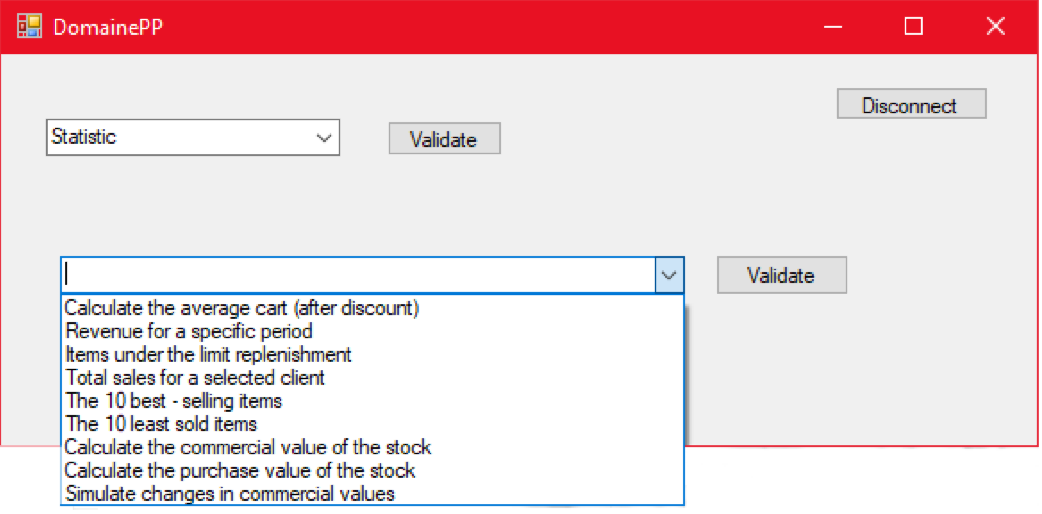 DomainePP
Disconnect
Statistic
Validate
Validate
Calculate the average cart (after discount)
Revenue for a specific period
Items under the limit replenishment
Total sales for a selected client
The 10 best - selling items
The 10 least sold items
Calculate the commercial value of the stock
Calculate the purchase value of the stock
Simulate changes in commercial values